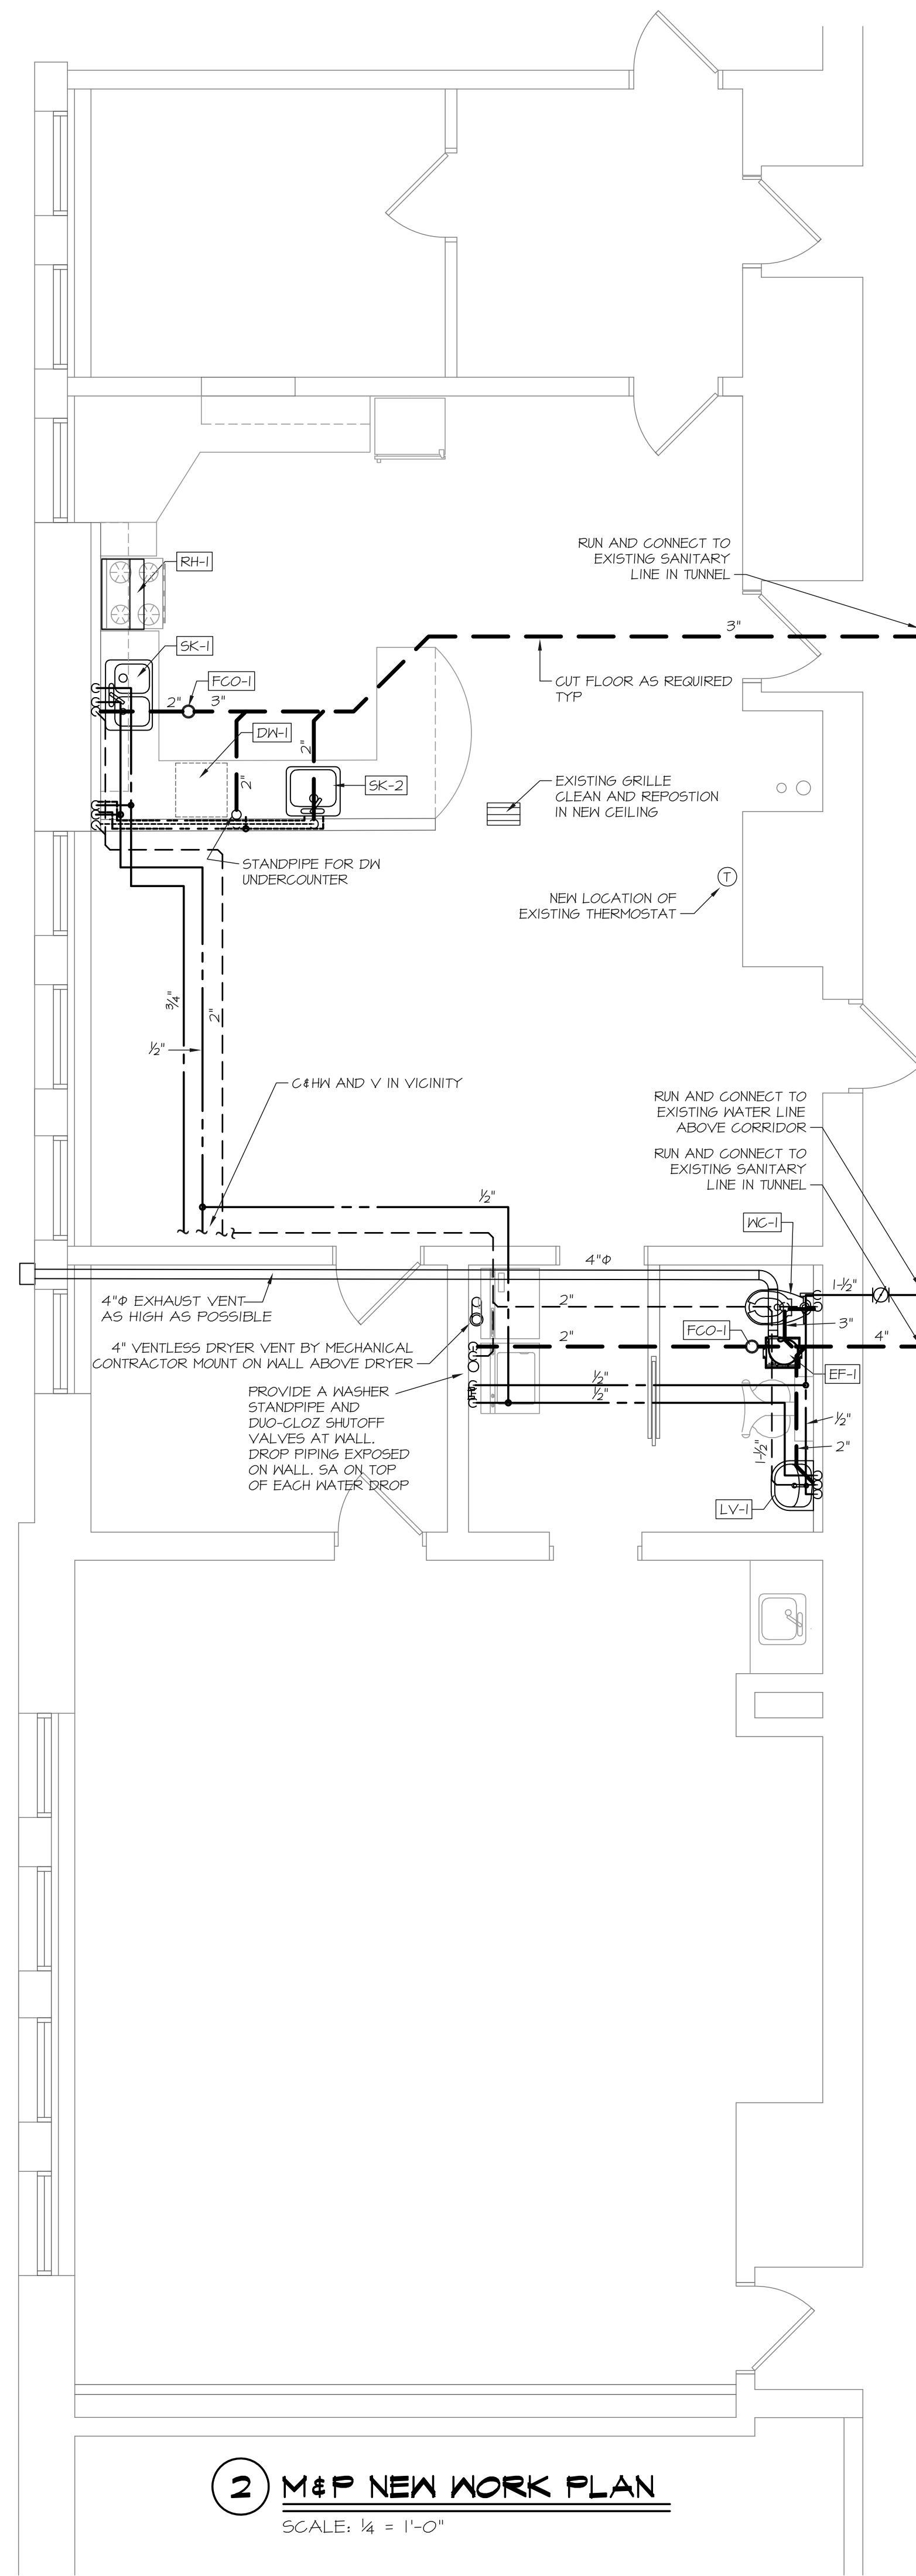 RH-1
RUN AND CONNECT TO
EXISTING SANITARY
LINE IN TUNNEL
3"
SK-1
FCO-1
2"
3"
CUT FLOOR AS REQUIRED
TYP
DW-1
2"
2"
SK-2
EXISTING GRILLE
CLEAN AND REPOSTION
IN NEW CEILING
STANDPIPE FOR DW
UNDERCOUNTER
T
NEW LOCATION OF
EXISTING THERMOSTAT
3/4"
2"
1/2"
C&HW AND V IN VICINITY
RUN AND CONNECT TO
EXISTING WATER LINE
ABOVE CORRIDOR
RUN AND CONNECT TO
EXISTING SANITARY
LINE IN TUNNEL
1/2"
WC-1
4"Φ
1-1/2"
4"Φ EXHAUST VENT
AS HIGH AS POSSIBLE
2"
3"
FCO-1
2"
4"
4" VENTLESS DRYER VENT BY MECHANICAL
CONTRACTOR MOUNT ON WALL ABOVE DRYER
EF-1
PROVIDE A WASHER
STANDPIPE AND
DUO-CLOZ SHUTOFF
VALVES AT WALL.
DROP PIPING EXPOSED
ON WALL. SA ON TOP
OF EACH WATER DROP
1/2"
1/2"
1/2"
2"
1-1/2"
LV-1
2 M&P NEW WORK PLAN
SCALE: 1/4 = 1'-0"